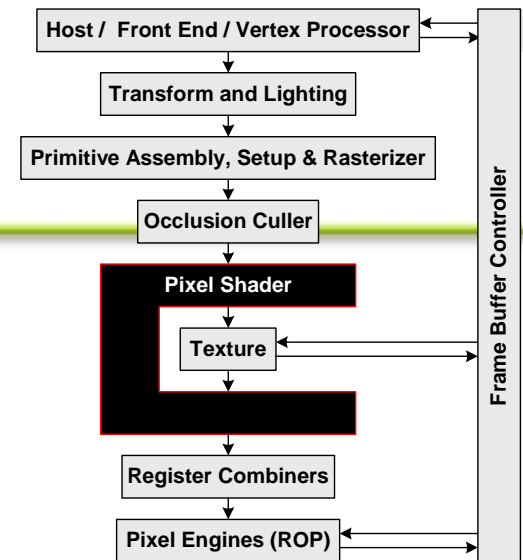 Host / Front End / Vertex Processor
Transform and Lighting
Primitive Assembly, Setup & Rasterizer
Occlusion Culler
Pixel Shader
Texture
Register Combiners
Pixel Engines (ROP)
Frame Buffer Controller